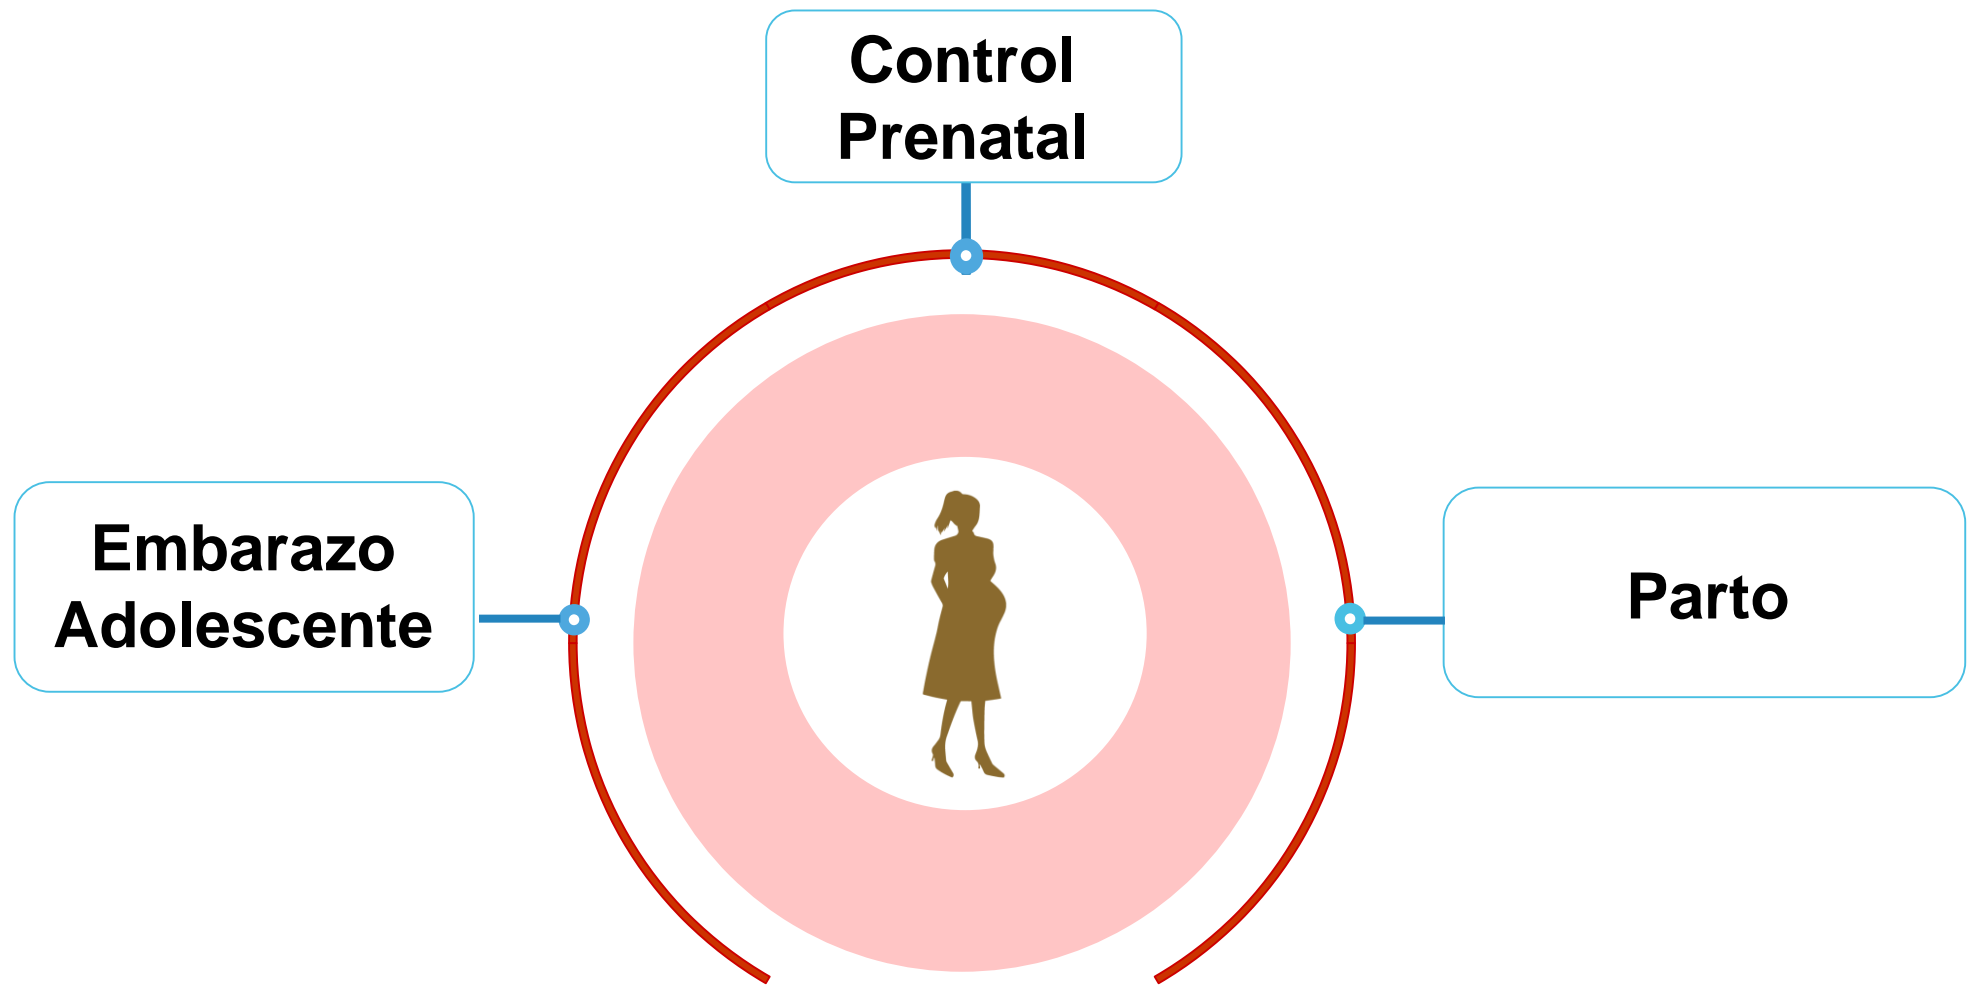 Control
Prenatal
Embarazo
Adolescente
Parto